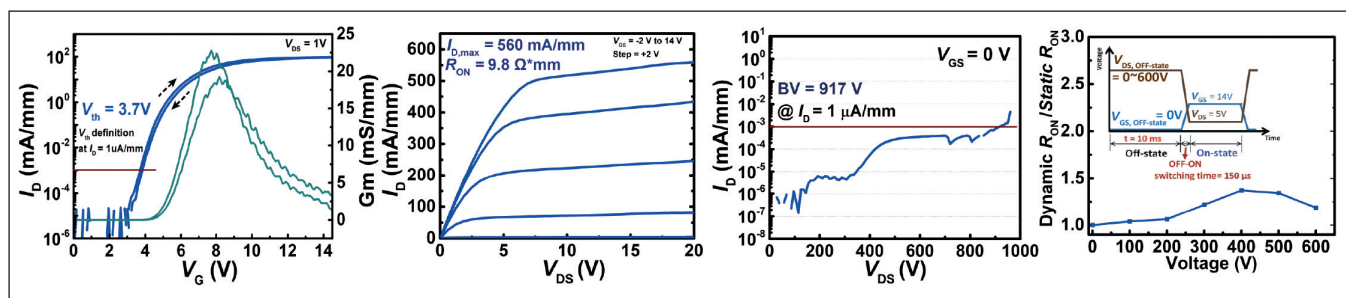 V_DS = 1V
V_th = 3.7V
V_th definition
at I_D = 1uA/mm
10^2
10^0
10^-2
10^-4
10^-6
I_D (mA/mm)
0 2 4 6 8 10 12 14
V_G (V)
25
20
15
10
5
0
Gm (mS/mm)
I_D,max = 560 mA/mm
R_ON = 9.8 Ω*mm
V_DS = -2 V to 14 V
Step = +2 V
600
500
400
300
200
100
0
I_D (mA/mm)
0 5 10 15 20
V_DS (V)
V_GS = 0 V
BV = 917 V
@ I_D = 1 μA/mm
10^1
10^0
10^-1
10^-2
10^-3
10^-4
10^-5
10^-6
10^-7
10^-8
I_D (mA/mm)
0 200 400 600 800 1000
V_DS (V)
Voltage
V_DS, OFF-state
= 0~600V
V_GS = 14V
V_GS, OFF-state = 0V
V_DS = 5V
Time
t = 10 ms
Off-state On-state
OFF-ON
switching time= 150 μs
3.0
2.5
2.0
1.5
1.0
Dynamic R_ON/Static R_ON
0 100 200 300 400 500 600
Voltage (V)